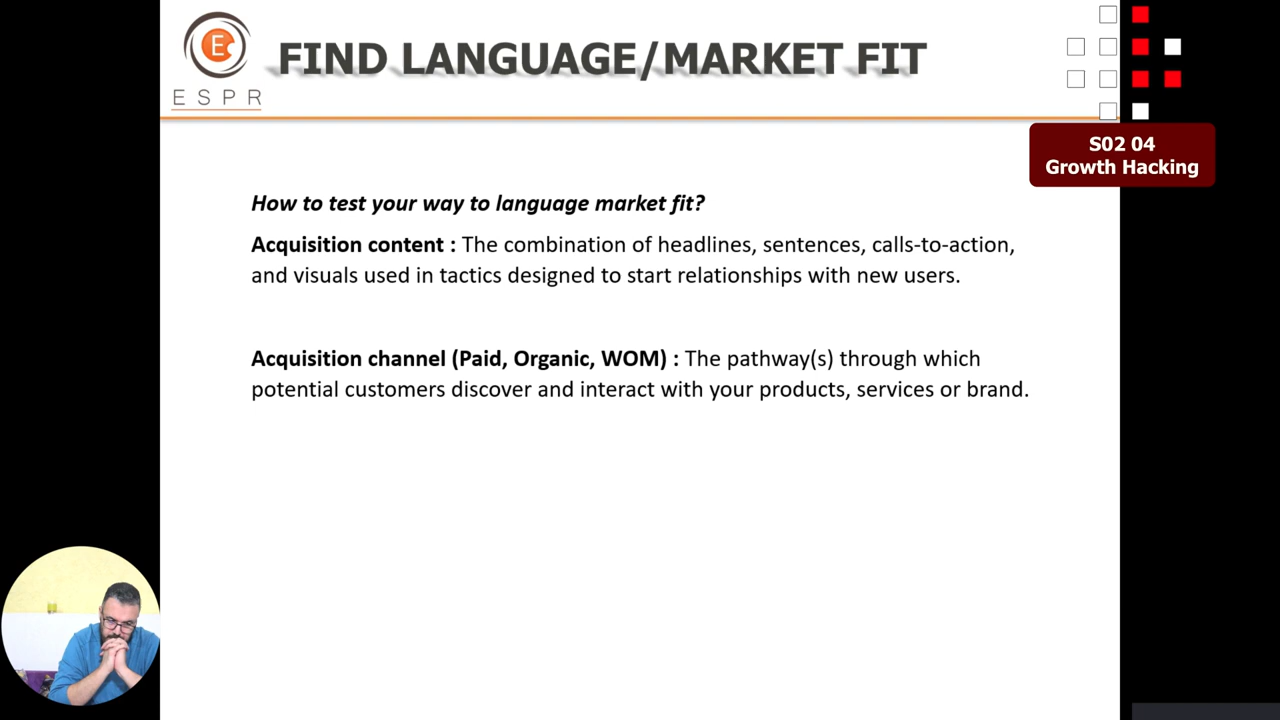 E
ESPR
FIND LANGUAGE/MARKET FIT
S02 04
Growth Hacking
How to test your way to language market fit?
Acquisition content : The combination of headlines, sentences, calls-to-action,
and visuals used in tactics designed to start relationships with new users.
Acquisition channel (Paid, Organic, WOM) : The pathway(s) through which
potential customers discover and interact with your products, services or brand.